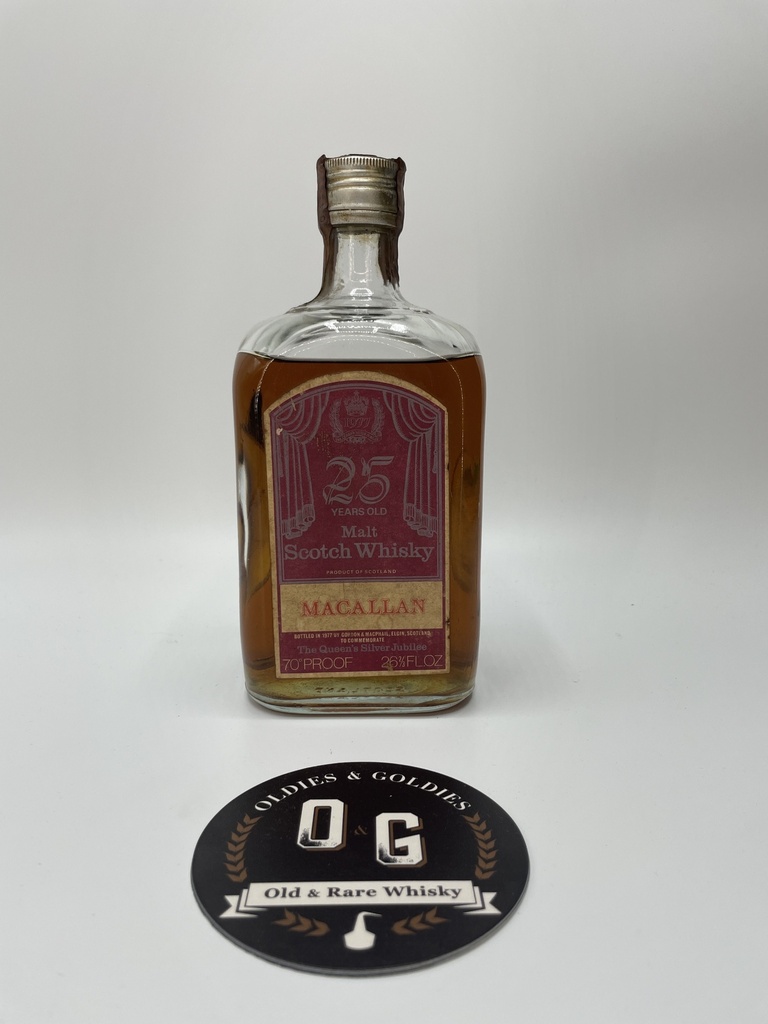 1977
25
YEARS OLD
Malt
Scotch Whisky
PRODUCT OF SCOTLAND
MACALLAN
BOTTLED IN 1977 BY GORDON & MACPHAIL, ELGIN, SCOTLAND
TO COMMEMORATE
The Queen's Silver Jubilee
70° PROOF 26⅔ FL OZ
OLDIES & GOLDIES
O & G
Old & Rare Whisky